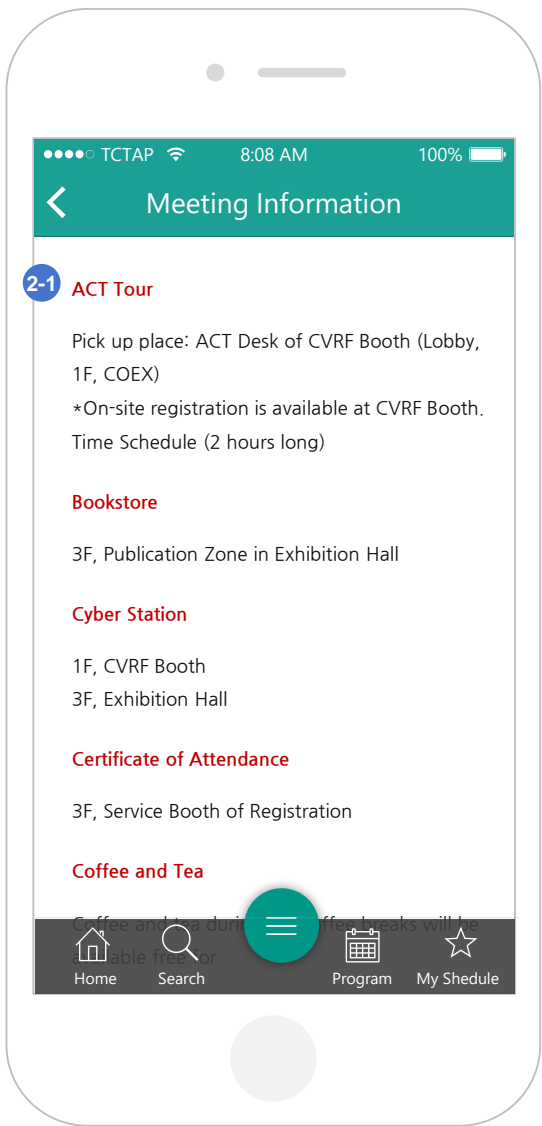 TCTAP 8:08 AM 100%
Meeting Information
2-1 ACT Tour
Pick up place: ACT Desk of CVRF Booth (Lobby,
1F, COEX)
*On-site registration is available at CVRF Booth.
Time Schedule (2 hours long)
Bookstore
3F, Publication Zone in Exhibition Hall
Cyber Station
1F, CVRF Booth
3F, Exhibition Hall
Certificate of Attendance
3F, Service Booth of Registration
Coffee and Tea
Coffee and tea breaks will be
free for
Home Search Program My Shedule